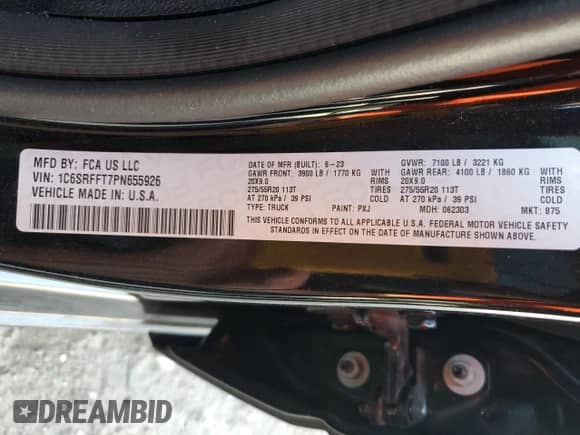 MFD BY: FCA US LLC
VIN: 1C6SRFFT7PN655926
VEHICLE MADE IN: U.S.A.
DATE OF MFR (BUILT): 6-23
GAWR FRONT: 3900 LB / 1770 KG
20X9.0 RIMS
275/55R20 113T TIRES
AT 270 kPa / 39 PSI COLD
TYPE: TRUCK PAINT: PXJ
GVWR: 7100 LB / 3221 KG
GAWR REAR: 4100 LB / 1860 KG
20X9.0 WITH
275/55R20 113T RIMS
AT 270 kPa / 39 PSI COLD
MDH: 062303 MKT: 875
THIS VEHICLE CONFORMS TO ALL APPLICABLE U.S.A. FEDERAL MOTOR VEHICLE SAFETY
STANDARDS IN EFFECT ON THE DATE OF MANUFACTURE SHOWN ABOVE.
DREAMBID